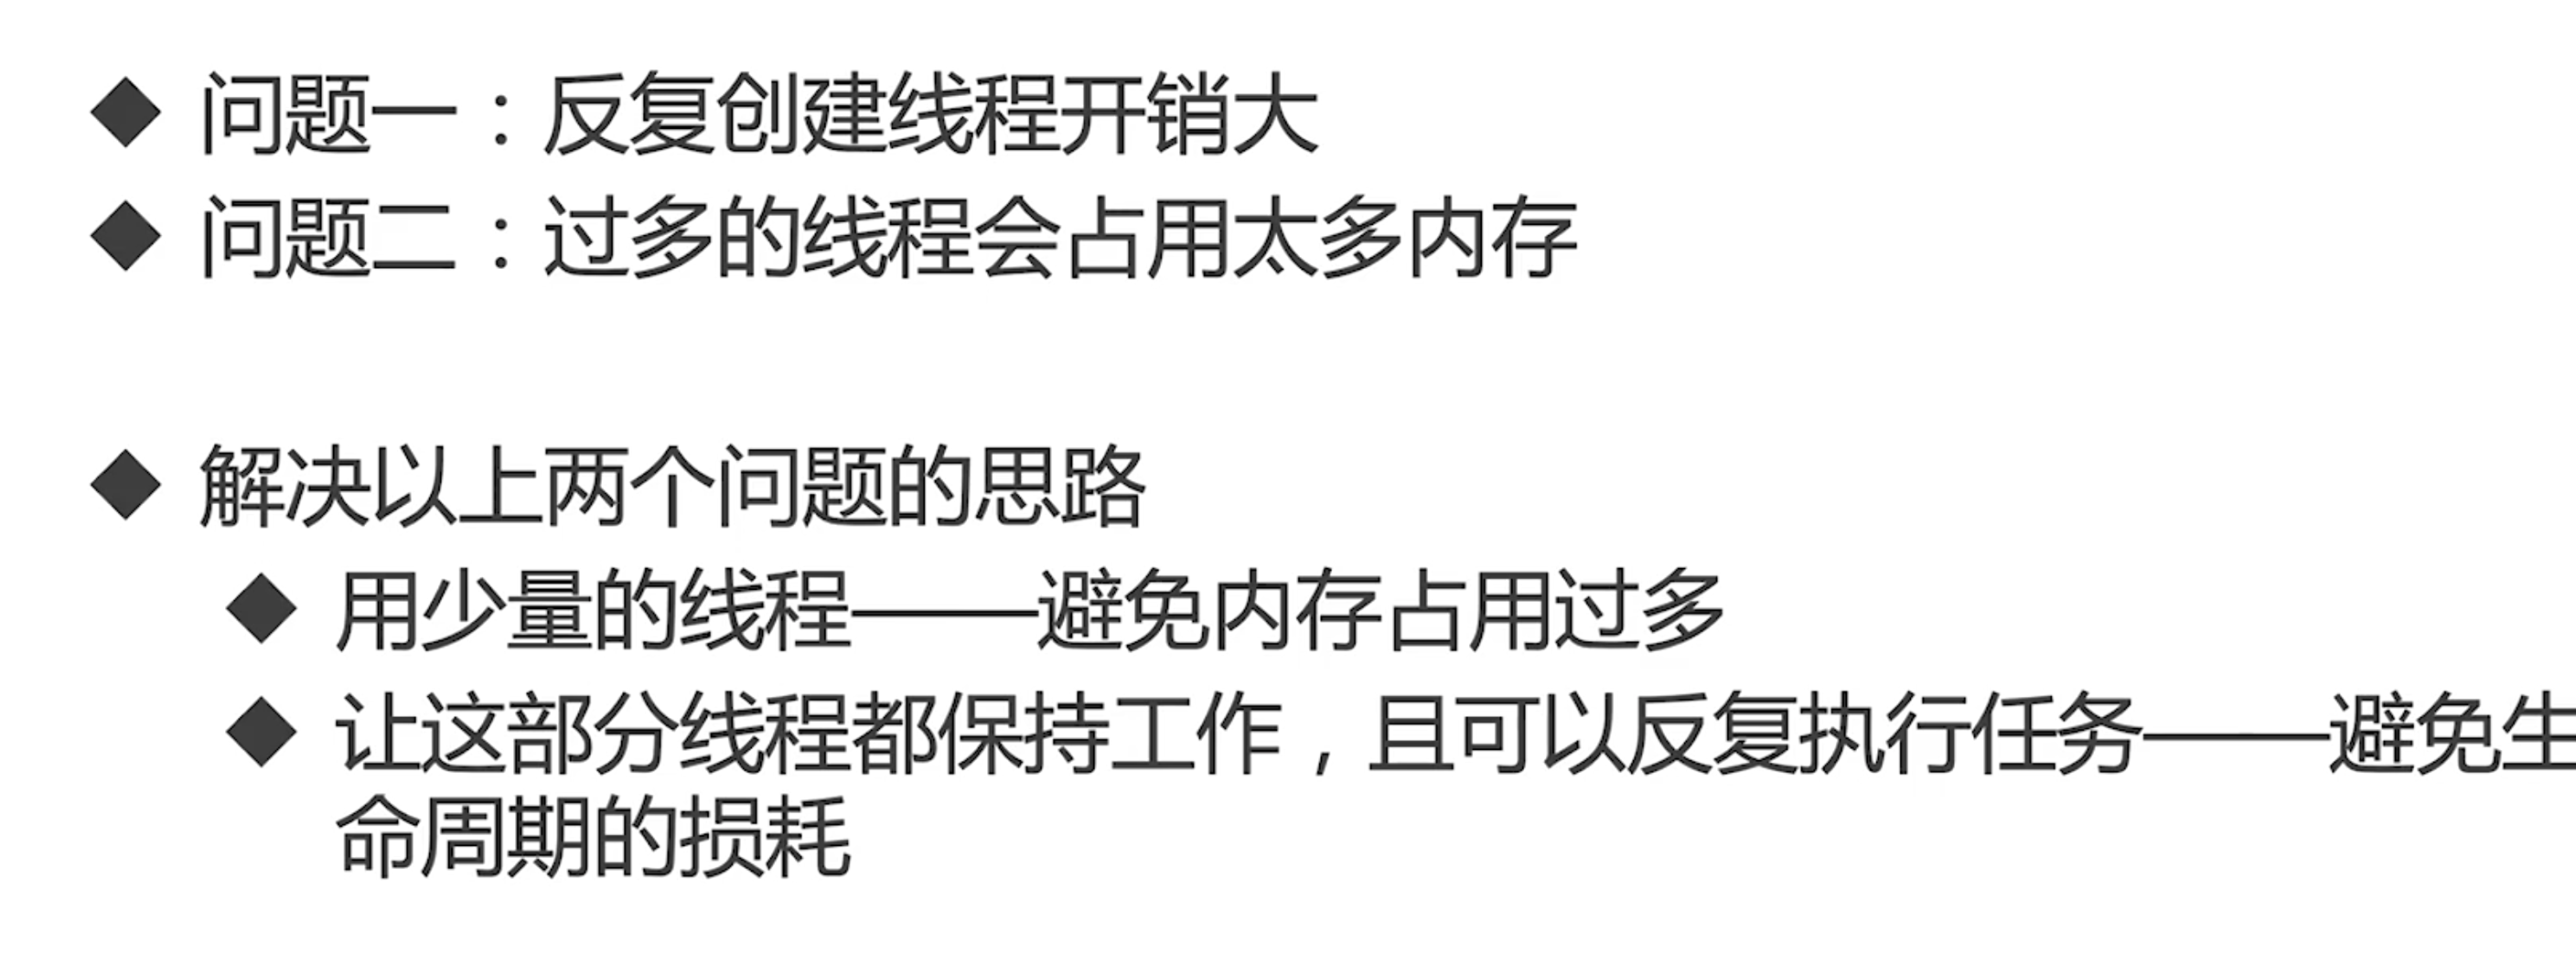 ◆ 问题一：反复创建线程开销大
◆ 问题二：过多的线程会占用太多内存
◆ 解决以上两个问题的思路
◆ 用少量的线程——避免内存占用过多
◆ 让这部分线程都保持工作，且可以反复执行任务——避免生
命周期的损耗